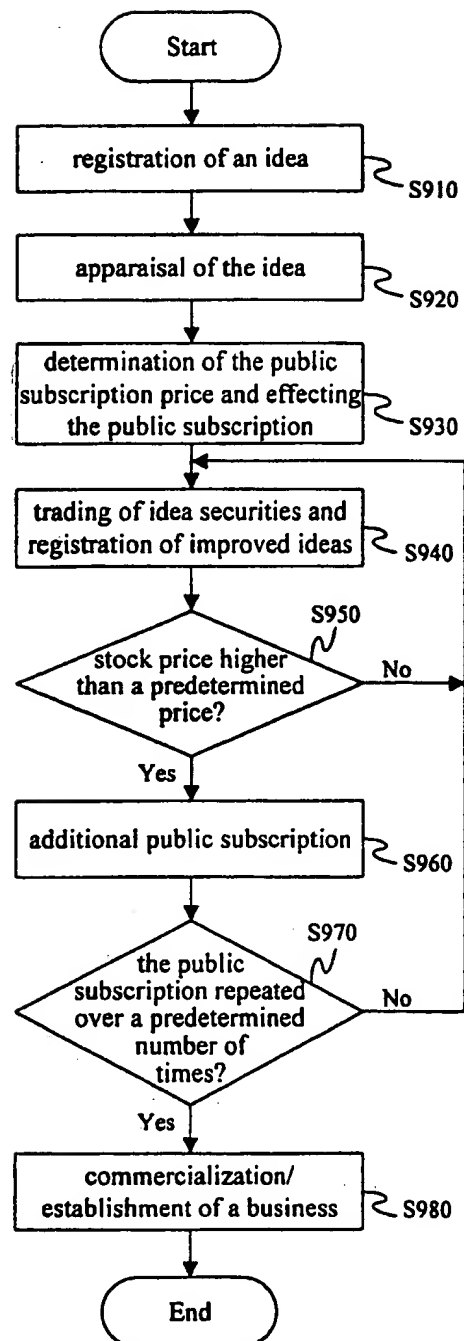 Start
registration of an idea
S910
apparaisal of the idea
S920
determination of the public
subscription price and effecting
the public subscription
S930
trading of idea securities and
registration of improved ideas
S940
S950
stock price higher
than a predetermined
price?
No
Yes
additional public subscription
S960
S970
the public
subscription repeated
over a predetermined
number of
times?
No
Yes
commercialization/
establishment of a business
S980
End